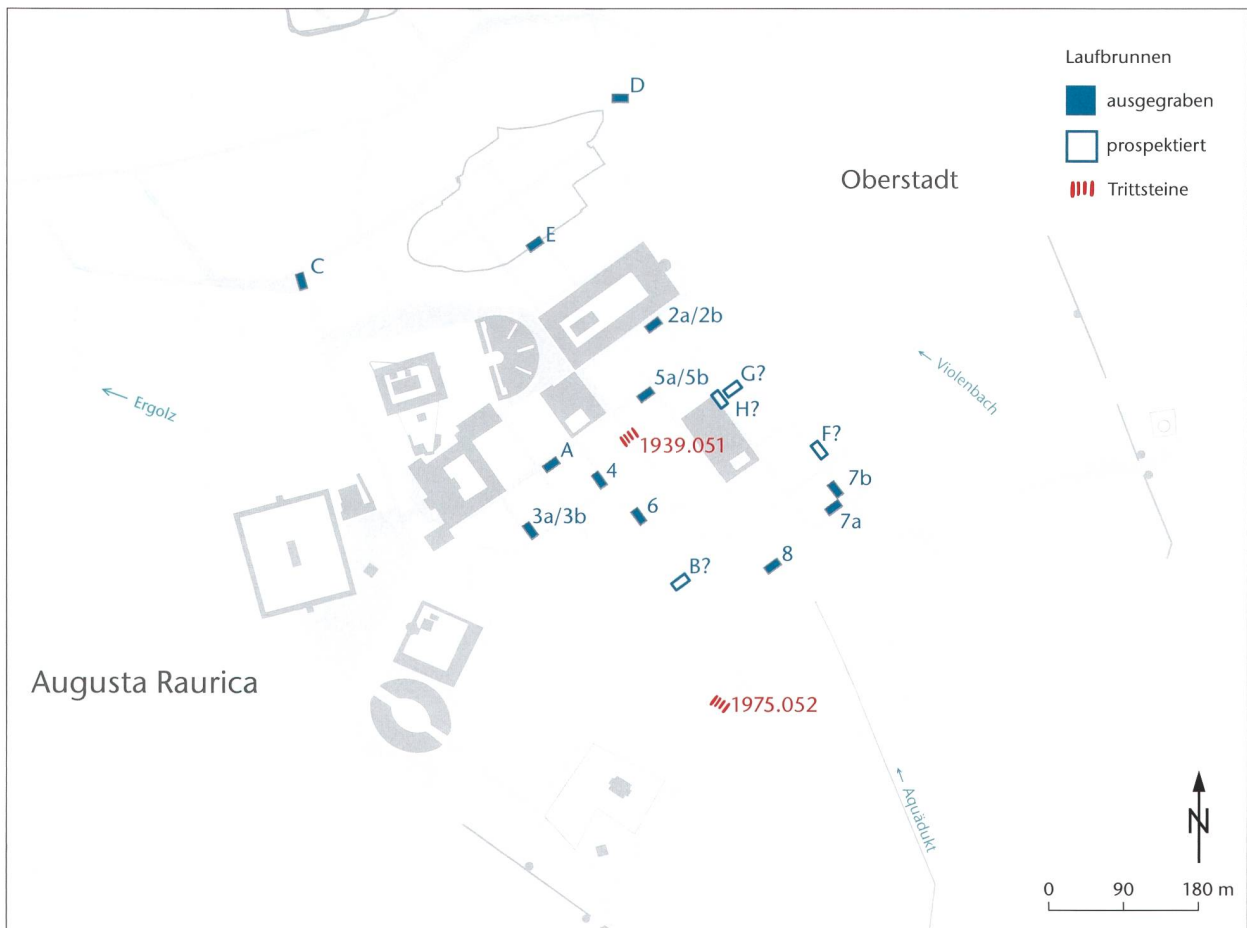 Laufbrunnen
ausgegraben
prospektiert
Trittsteine
D
Oberstadt
E
C
2a/2b
Violenbach
5a/5b
G?
H?
Ergolz
1939.051
F?
A
4
7b
3a/3b
6
7a
8
B?
Augusta Raurica
1975.052
Aquädukt
N
0 90 180 m